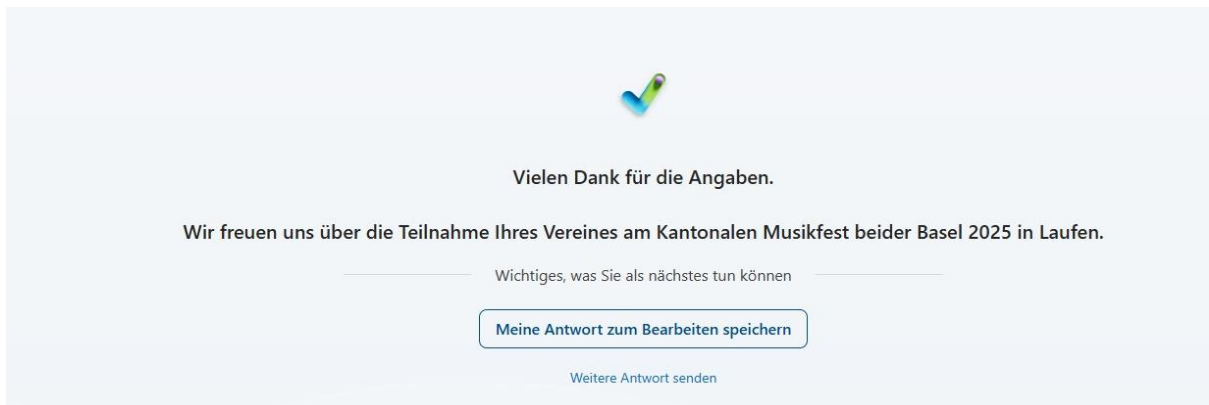 Vielen Dank für die Angaben.
Wir freuen uns über die Teilnahme Ihres Vereines am Kantonalen Musikfest beider Basel 2025 in Laufen.
Wichtiges, was Sie als nächstes tun können
Meine Antwort zum Bearbeiten speichern
Weitere Antwort senden